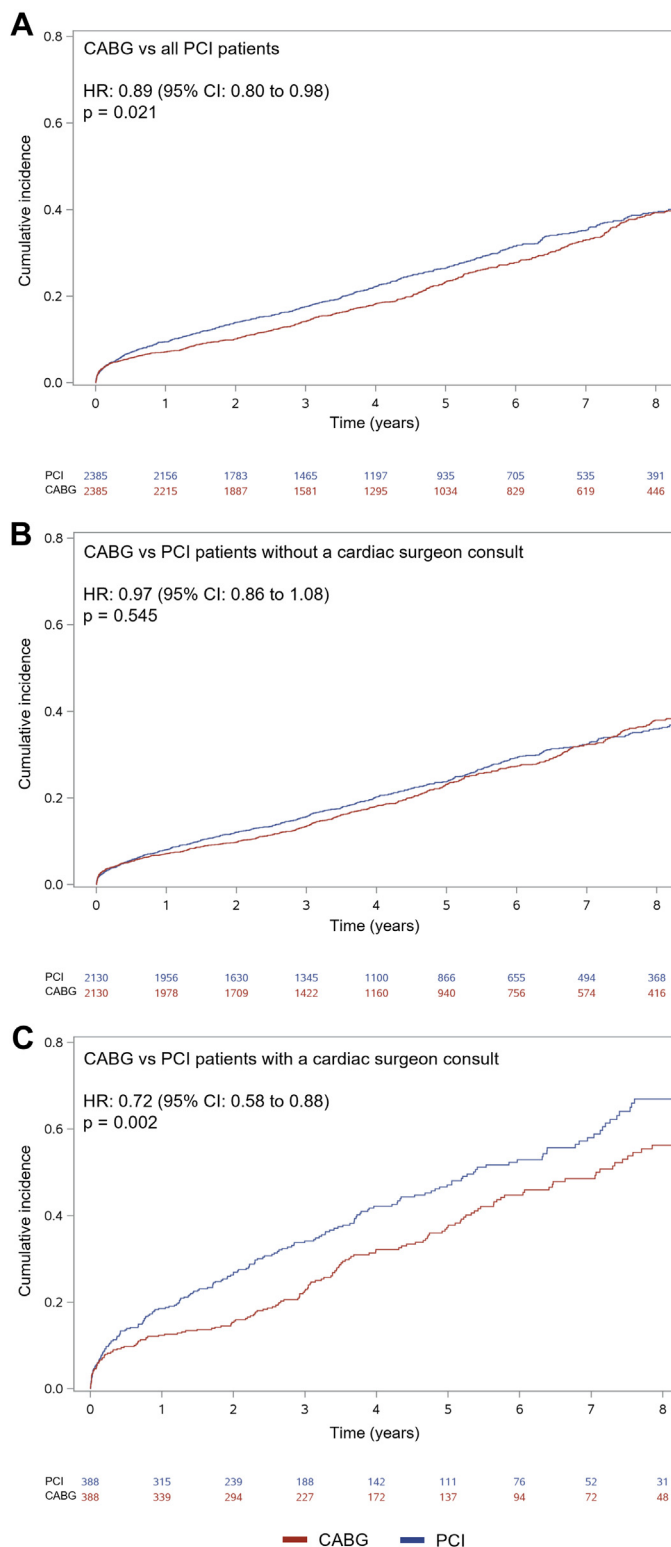 A
CABG vs all PCI patients
HR: 0.89 (95% CI: 0.80 to 0.98)
p = 0.021
Cumulative incidence
0.8
0.6
0.4
0.2
0.0
0 1 2 3 4 5 6 7 8
Time (years)
PCI 2385 2156 1783 1465 1197 935 705 535 391
CABG 2385 2215 1887 1581 1295 1034 829 619 446
B
CABG vs PCI patients without a cardiac surgeon consult
HR: 0.97 (95% CI: 0.86 to 1.08)
p = 0.545
Cumulative incidence
0.8
0.6
0.4
0.2
0.0
0 1 2 3 4 5 6 7 8
Time (years)
PCI 2130 1956 1630 1345 1100 866 655 494 368
CABG 2130 1978 1709 1422 1160 940 756 574 416
C
CABG vs PCI patients with a cardiac surgeon consult
HR: 0.72 (95% CI: 0.58 to 0.88)
p = 0.002
Cumulative incidence
0.8
0.6
0.4
0.2
0.0
0 1 2 3 4 5 6 7 8
Time (years)
PCI 388 315 239 188 142 111 76 52 31
CABG 388 339 294 227 172 137 94 72 48
CABG PCI